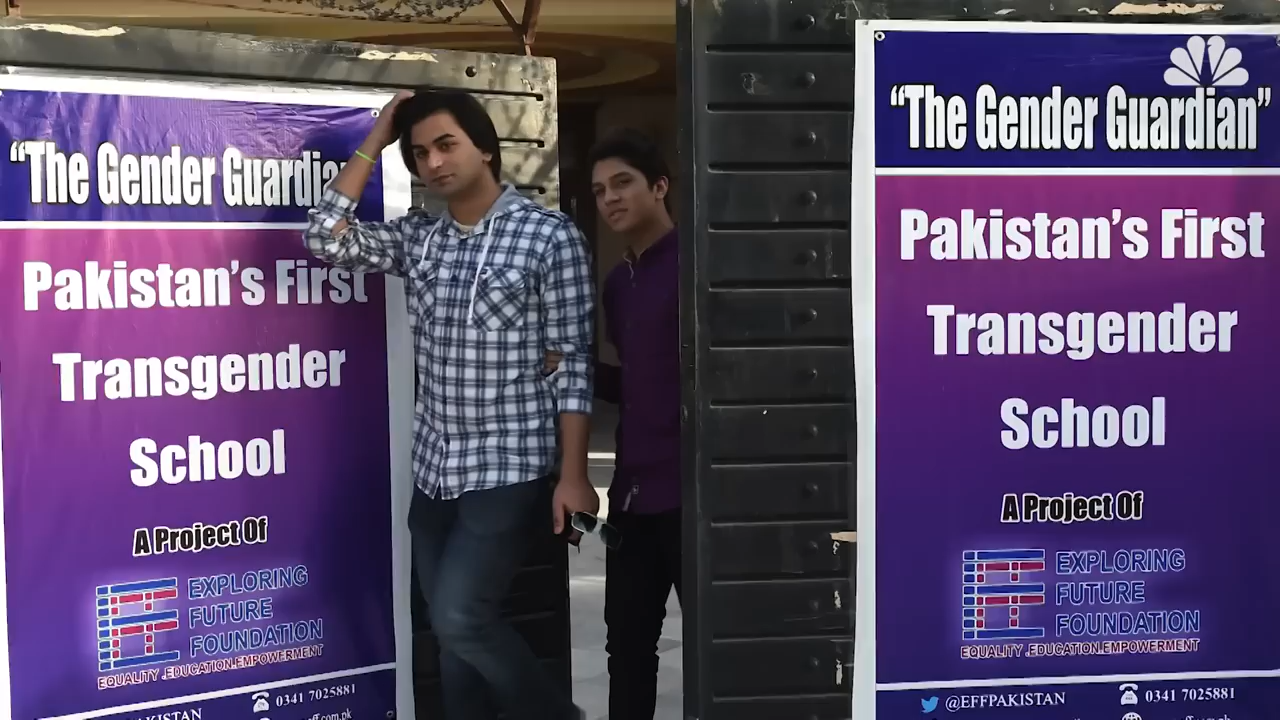 “The Gender Guardian
Pakistan’s First
Transgender
School
A Project Of
EXPLORING
FUTURE
FOUNDATION
EQUALITY .EDUCATION.EMPOWERMENT
0341 7025881
“The Gender Guardian”
Pakistan’s First
Transgender
School
A Project Of
EXPLORING
FUTURE
FOUNDATION
EQUALITY .EDUCATION.EMPOWERMENT
@EFFPAKISTAN 0341 7025881